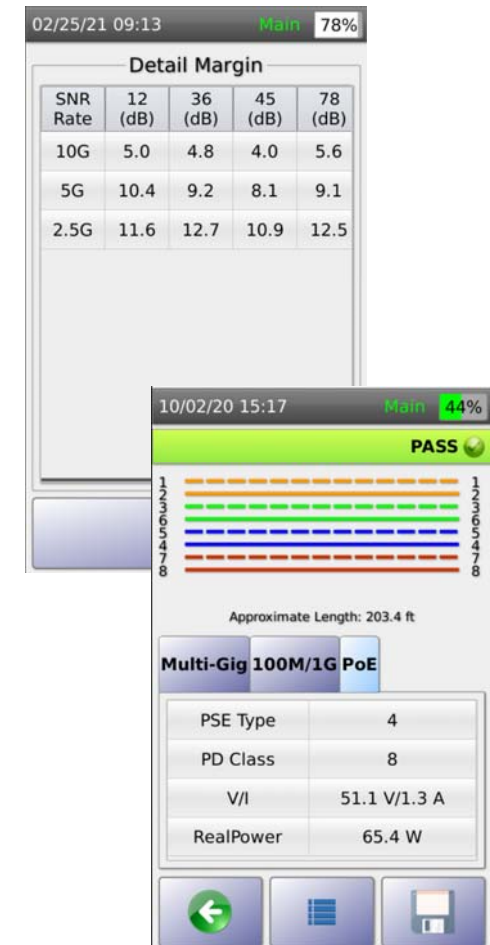 02/25/21 09:13 Main 78%
Detail Margin
SNR Rate 12 (dB) 36 (dB) 45 (dB) 78 (dB)
10G 5.0 4.8 4.0 5.6
5G 10.4 9.2 8.1 9.1
2.5G 11.6 12.7 10.9 12.5
10/02/20 15:17 Main 44%
PASS
1 1
2 2
3 3
6 6
5 5
4 4
7 7
8 8
Approximate Length: 203.4 ft
Multi-Gig 100M/1G PoE
PSE Type 4
PD Class 8
V/I 51.1 V/1.3 A
RealPower 65.4 W